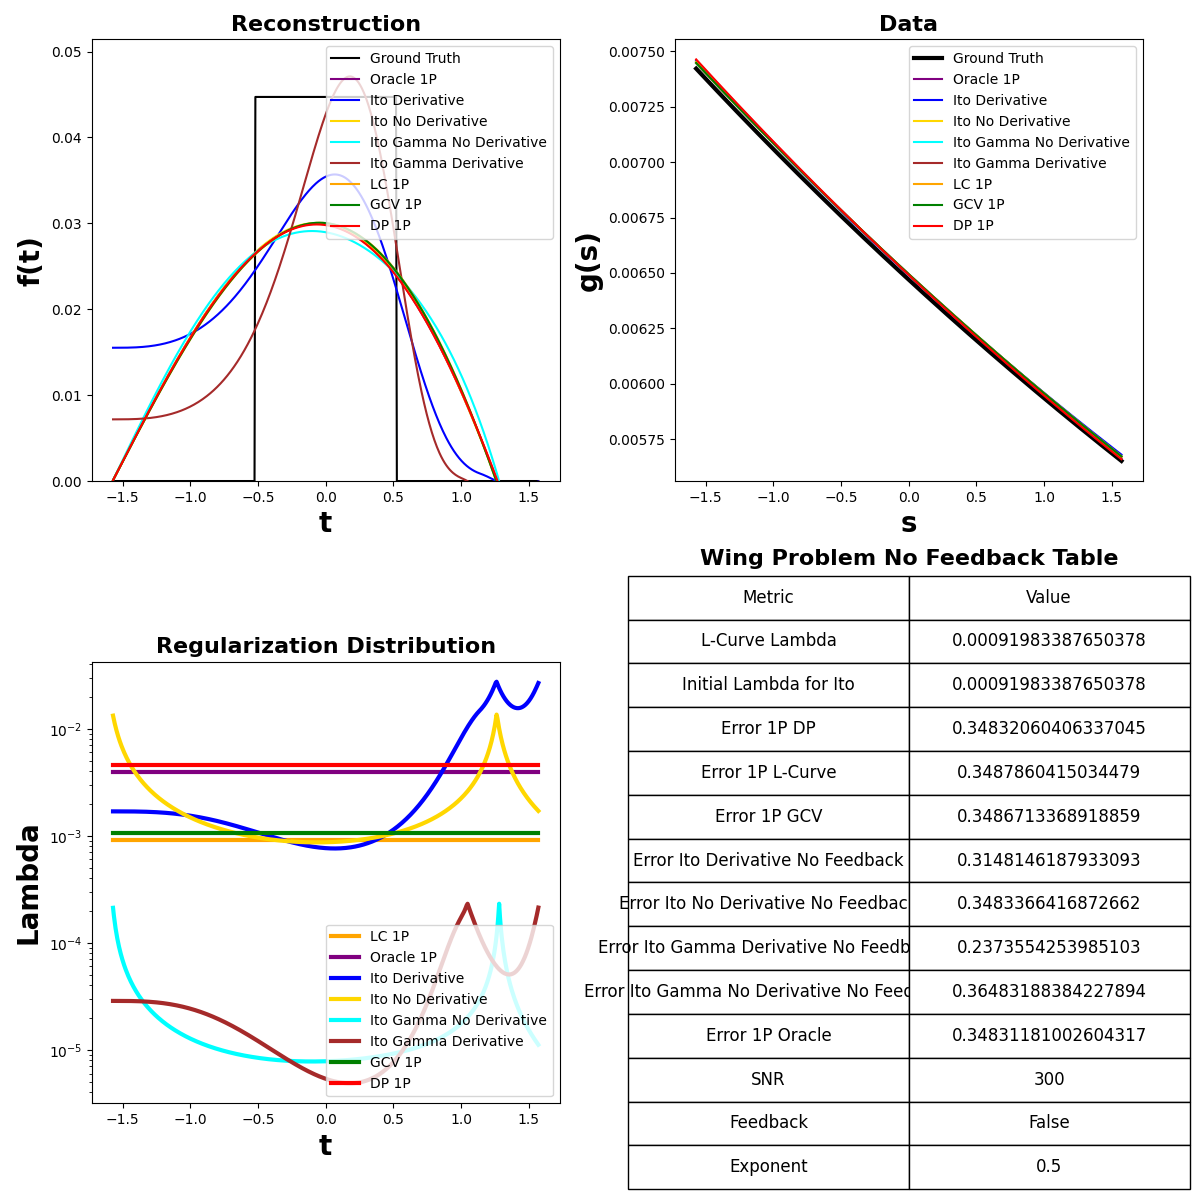 Reconstruction
0.05
0.04
0.03
0.02
0.01
0.00
f(t)
Ground Truth
Oracle 1P
Ito Derivative
Ito No Derivative
Ito Gamma No Derivative
Ito Gamma Derivative
LC 1P
GCV 1P
DP 1P
−1.5 −1.0 −0.5 0.0 0.5 1.0 1.5
t
Data
0.00750
0.00725
0.00700
0.00675
0.00650
0.00625
0.00600
0.00575
g(s)
Ground Truth
Oracle 1P
Ito Derivative
Ito No Derivative
Ito Gamma No Derivative
Ito Gamma Derivative
LC 1P
GCV 1P
DP 1P
−1.5 −1.0 −0.5 0.0 0.5 1.0 1.5
s
Regularization Distribution
10⁻²
10⁻³
10⁻⁴
10⁻⁵
Lambda
LC 1P
Oracle 1P
Ito Derivative
Ito No Derivative
Ito Gamma No Derivative
Ito Gamma Derivative
GCV 1P
DP 1P
−1.5 −1.0 −0.5 0.0 0.5 1.0 1.5
t
Wing Problem No Feedback Table
Metric Value
L-Curve Lambda 0.00091983387650378
Initial Lambda for Ito 0.00091983387650378
Error 1P DP 0.34832060406337045
Error 1P L-Curve 0.3487860415034479
Error 1P GCV 0.3486713368918859
Error Ito Derivative No Feedback 0.3148146187933093
Error Ito No Derivative No Feedbac 0.3483366416872662
Error Ito Gamma Derivative No Feedb 0.2373554253985103
Error Ito Gamma No Derivative No Feec 0.36483188384227894
Error 1P Oracle 0.34831181002604317
SNR 300
Feedback False
Exponent 0.5